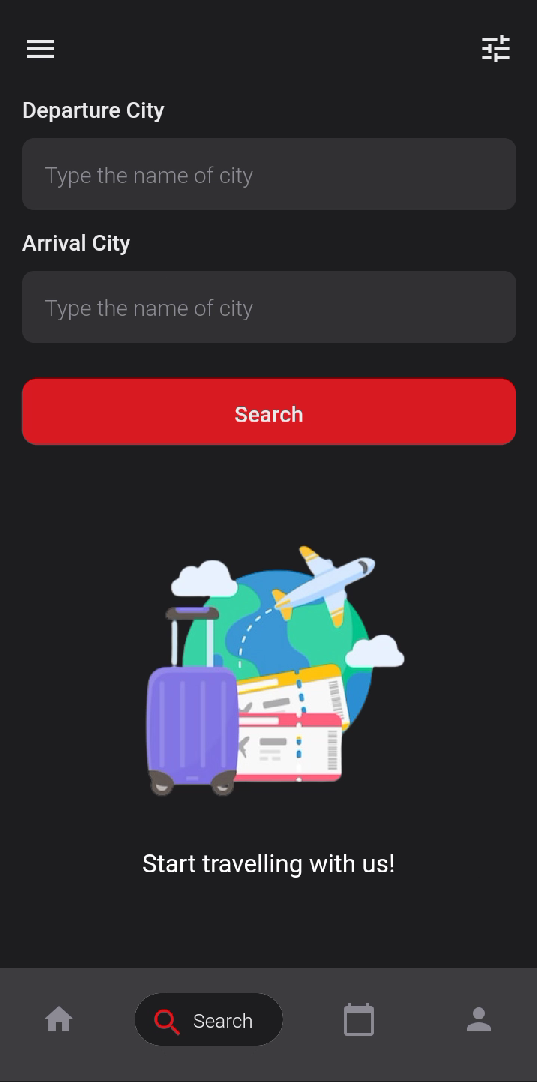 Departure City
Type the name of city
Arrival City
Type the name of city
Search
Start travelling with us!
Search